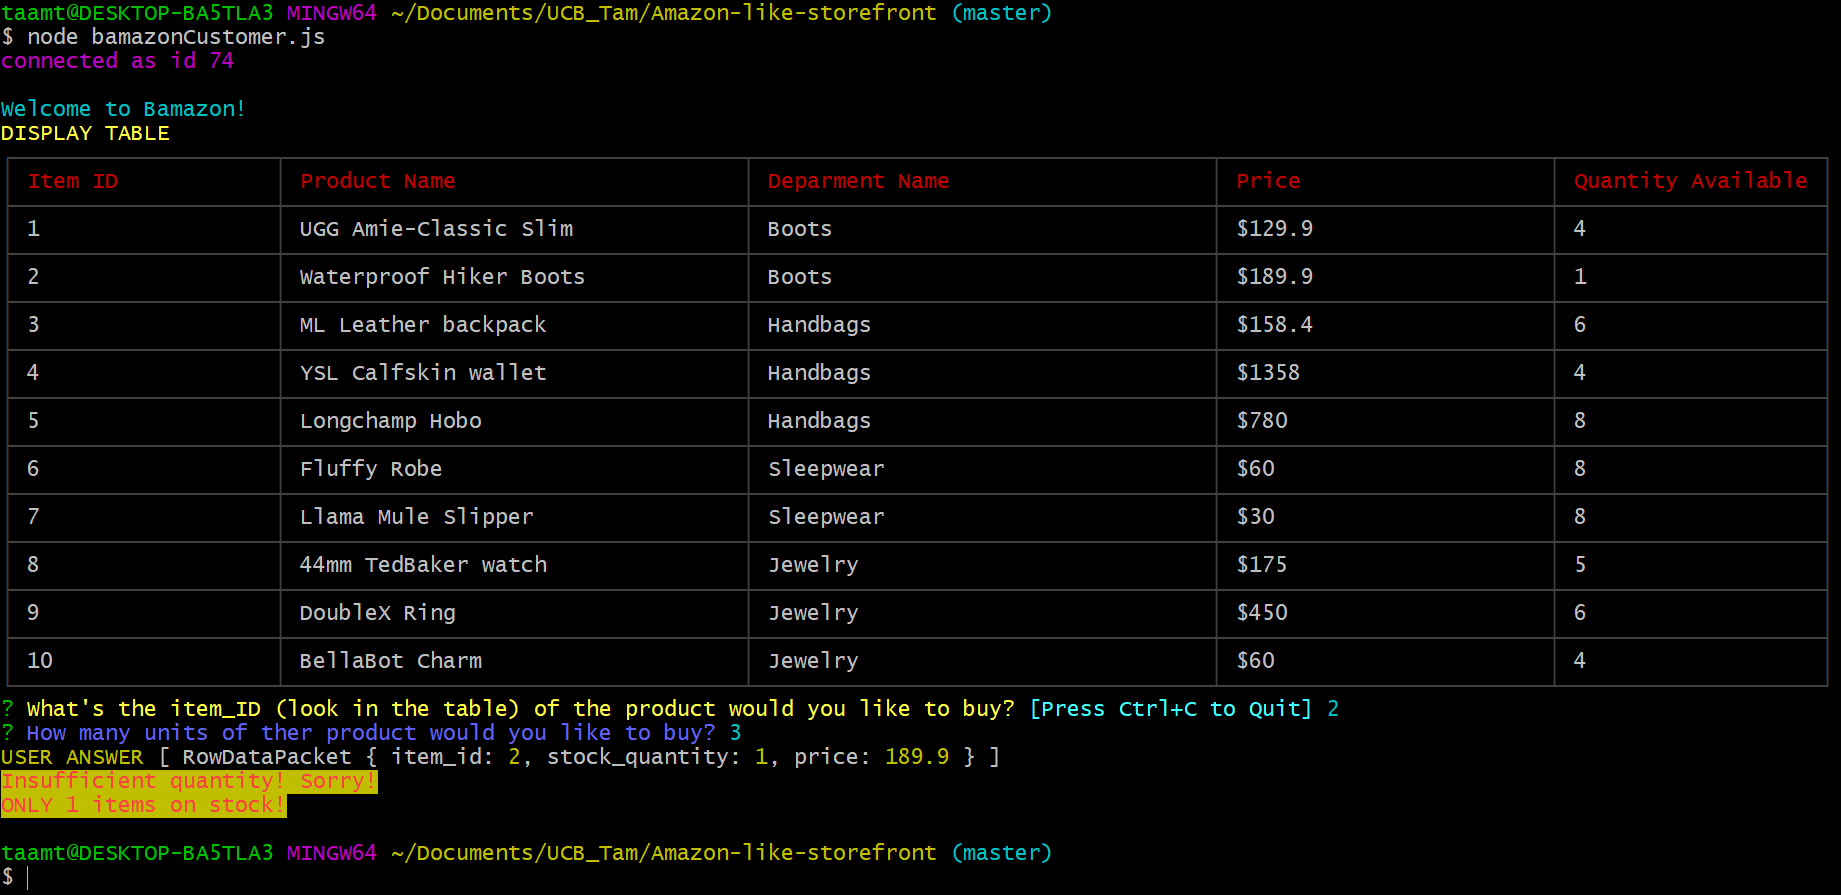 taamt@DESKTOP-BA5TLA3 MINGW64 ~/Documents/UCB_Tam/Amazon-like-storefront (master)
$ node bamazonCustomer.js
connected as id 74
Welcome to Bamazon!
DISPLAY TABLE
Item ID Product Name Deparment Name Price Quantity Available
1 UGG Amie-Classic Slim Boots $129.9 4
2 Waterproof Hiker Boots Boots $189.9 1
3 ML Leather backpack Handbags $158.4 6
4 YSL Calfskin wallet Handbags $1358 4
5 Longchamp Hobo Handbags $780 8
6 Fluffy Robe Sleepwear $60 8
7 Llama Mule Slipper Sleepwear $30 8
8 44mm TedBaker watch Jewelry $175 5
9 DoubleX Ring Jewelry $450 6
10 BellaBot Charm Jewelry $60 4
? What's the item_ID (look in the table) of the product would you like to buy? [Press Ctrl+C to Quit] 2
? How many units of ther product would you like to buy? 3
USER ANSWER [ RowDataPacket { item_id: 2, stock_quantity: 1, price: 189.9 } ]
Insufficient quantity! Sorry!
ONLY 1 items on stock!
taamt@DESKTOP-BA5TLA3 MINGW64 ~/Documents/UCB_Tam/Amazon-like-storefront (master)
$